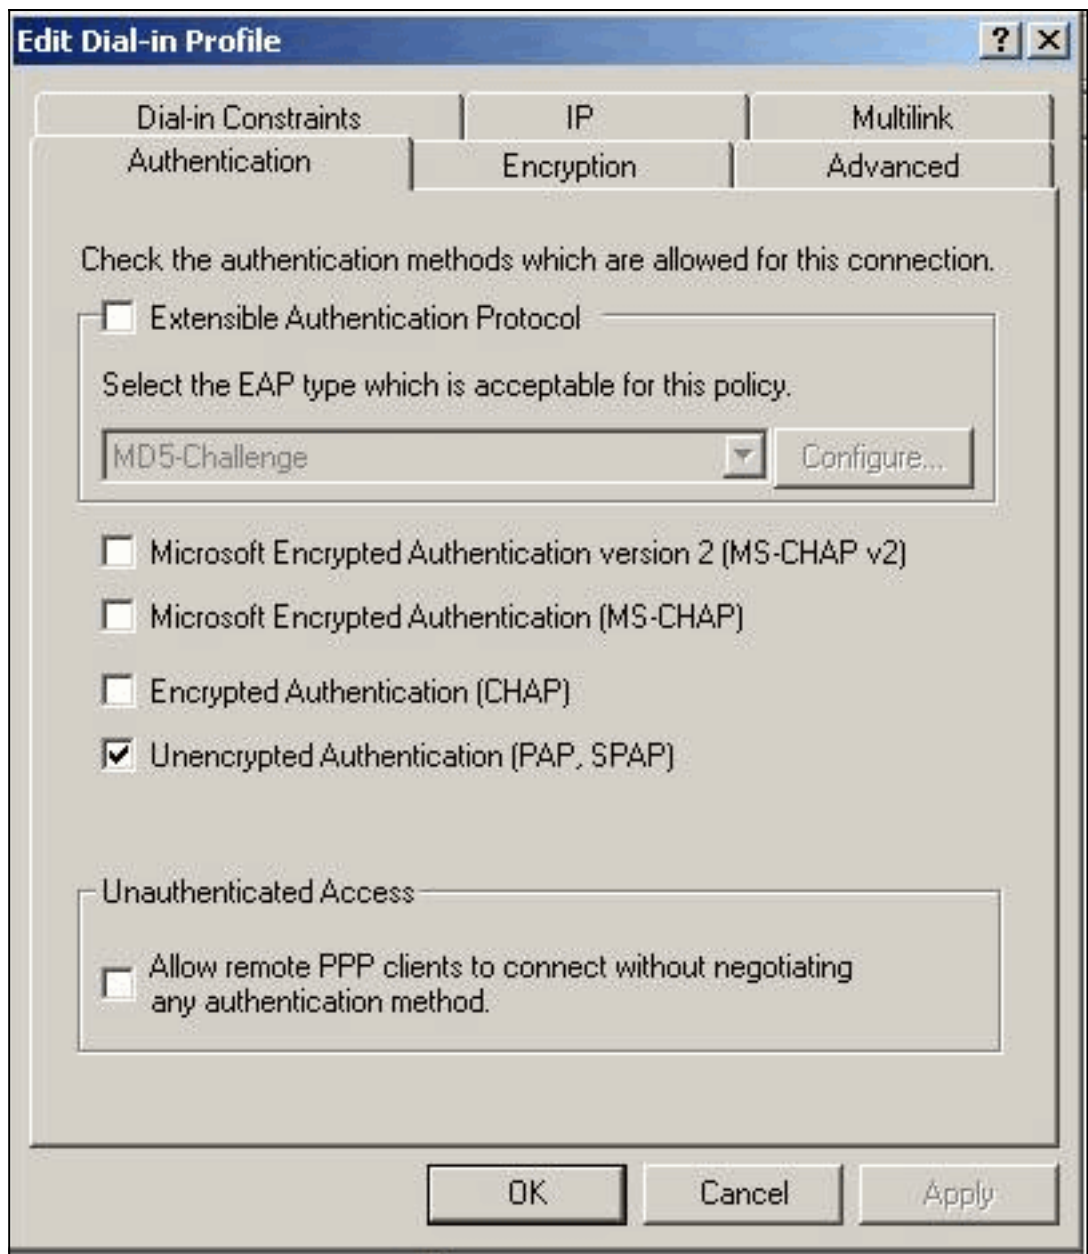 Edit Dial-in Profile
Dial-in Constraints
IP
Multilink
Authentication
Encryption
Advanced
Check the authentication methods which are allowed for this connection.
Extensible Authentication Protocol
Select the EAP type which is acceptable for this policy.
MD5-Challenge
Configure...
Microsoft Encrypted Authentication version 2 (MS-CHAP v2)
Microsoft Encrypted Authentication (MS-CHAP)
Encrypted Authentication (CHAP)
Unencrypted Authentication (PAP, SPAP)
Unauthenticated Access
Allow remote PPP clients to connect without negotiating
any authentication method.
OK
Cancel
Apply